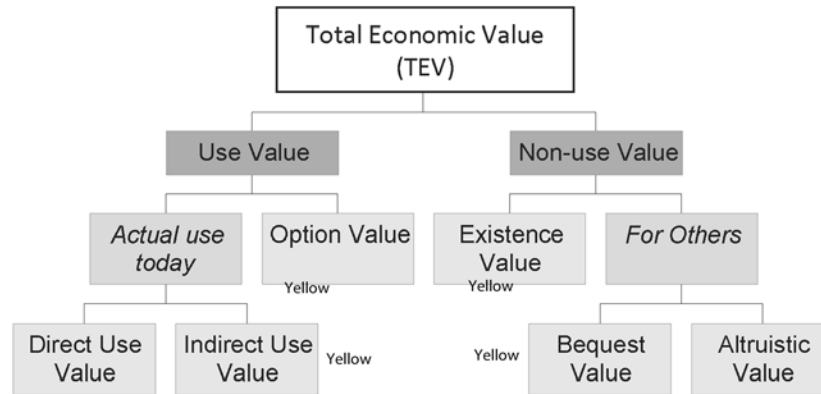 Total Economic Value
(TEV)
Use Value
Non-use Value
Actual use
today
Option Value
Yellow
Existence
Value
Yellow
For Others
Direct Use
Value
Indirect Use
Value
Yellow
Yellow
Bequest
Value
Altruistic
Value